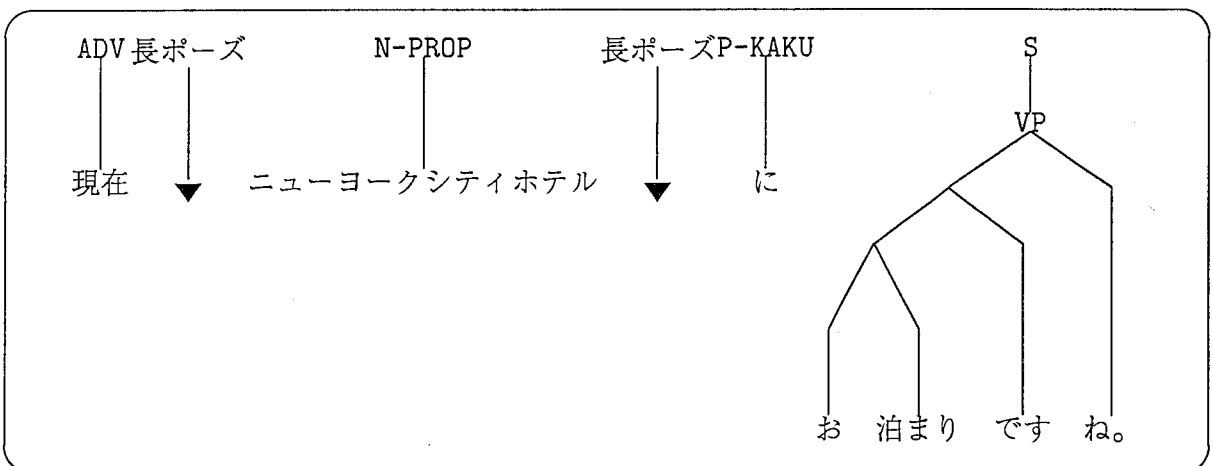 ADV 長ポーズ N-PROP 長ポーズ P-KAKU S
VP
現在 ニューヨークシティホテル に
お 泊まり です ね。